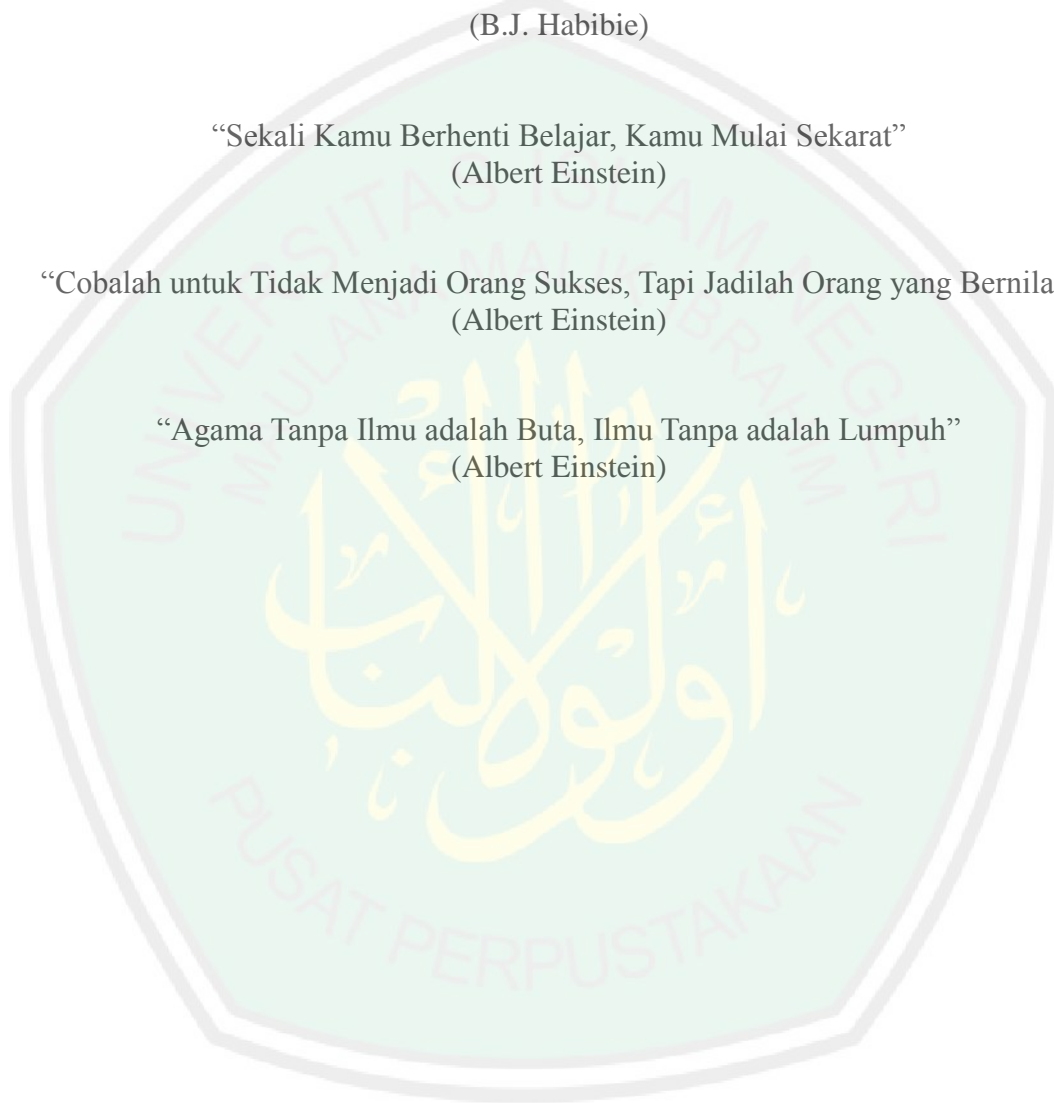 (B.J. Habibie)
“Sekali Kamu Berhenti Belajar, Kamu Mulai Sekarat”
(Albert Einstein)
“Cobalah untuk Tidak Menjadi Orang Sukses, Tapi Jadilah Orang yang Bernila
(Albert Einstein)
“Agama Tanpa Ilmu adalah Buta, Ilmu Tanpa adalah Lumpuh”
(Albert Einstein)
UNIVERSITAS ISLAM NEGERI
MAULANA MALIK IBRAHIM
أولو الألباب
PUSAT PERPUSTAKAAN